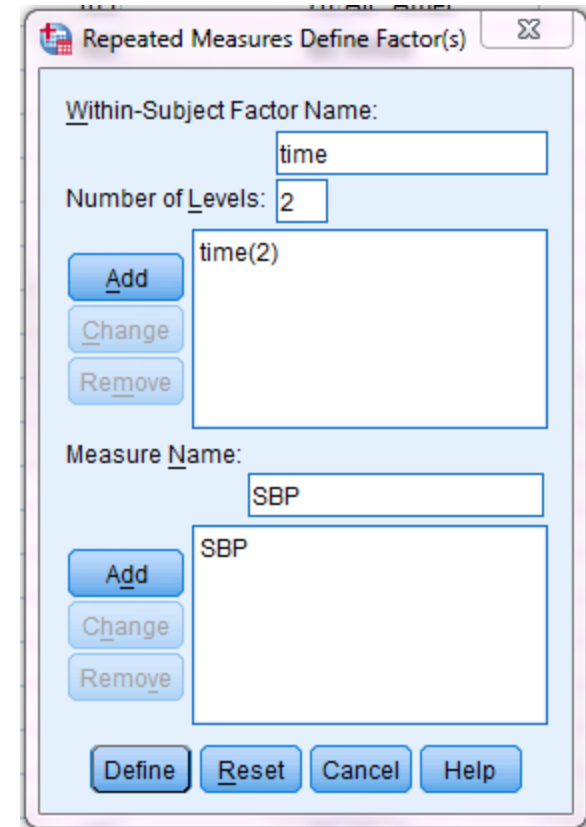 Repeated Measures Define Factor(s)
Within-Subject Factor Name:
time
Number of Levels: 2
time(2)
Add
Change
Remove
Measure Name:
SBP
SBP
Add
Change
Remove
Define Reset Cancel Help